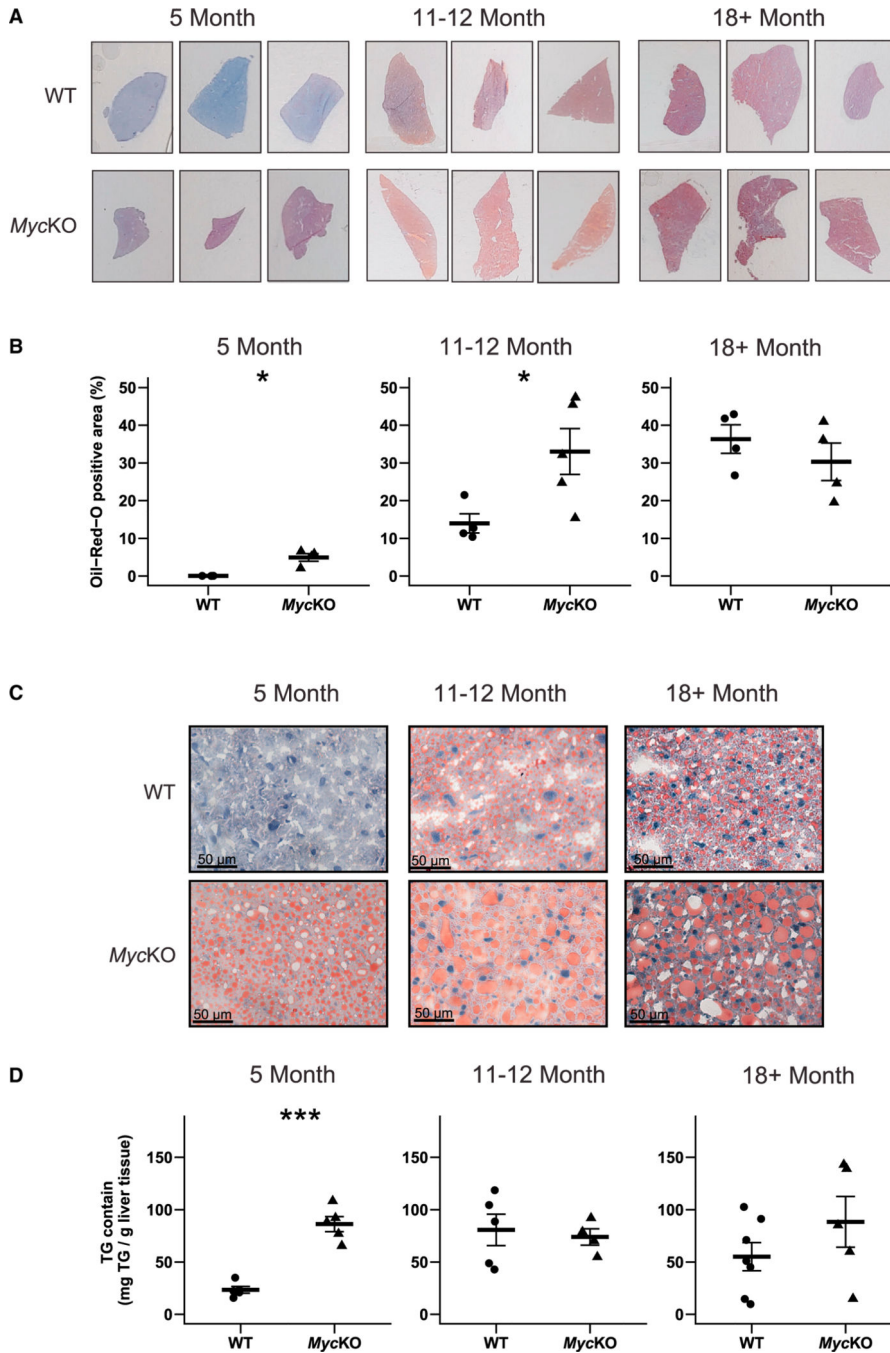 A
5 Month
11-12 Month
18+ Month
WT
MycKO
B
5 Month
11-12 Month
18+ Month
Oil-Red-O positive area (%)
50
40
30
20
10
0
*
WT
MycKO
50
40
30
20
10
0
*
WT
MycKO
50
40
30
20
10
0
WT
MycKO
C
5 Month
11-12 Month
18+ Month
WT
50 µm
50 µm
50 µm
MycKO
50 µm
50 µm
50 µm
D
5 Month
11-12 Month
18+ Month
TG contain
(mg TG / g liver tissue)
150
100
50
0
***
WT
MycKO
150
100
50
0
WT
MycKO
150
100
50
0
WT
MycKO